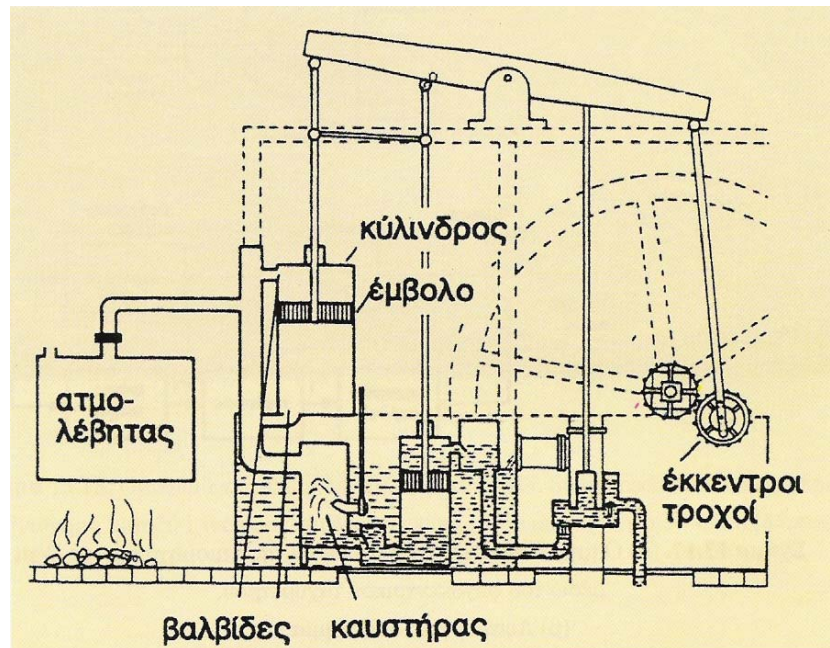 κύλινδρος
έμβολο
ατμο-
λέβητας
έκκεντροι
τροχοί
βαλβίδες
καυστήρας